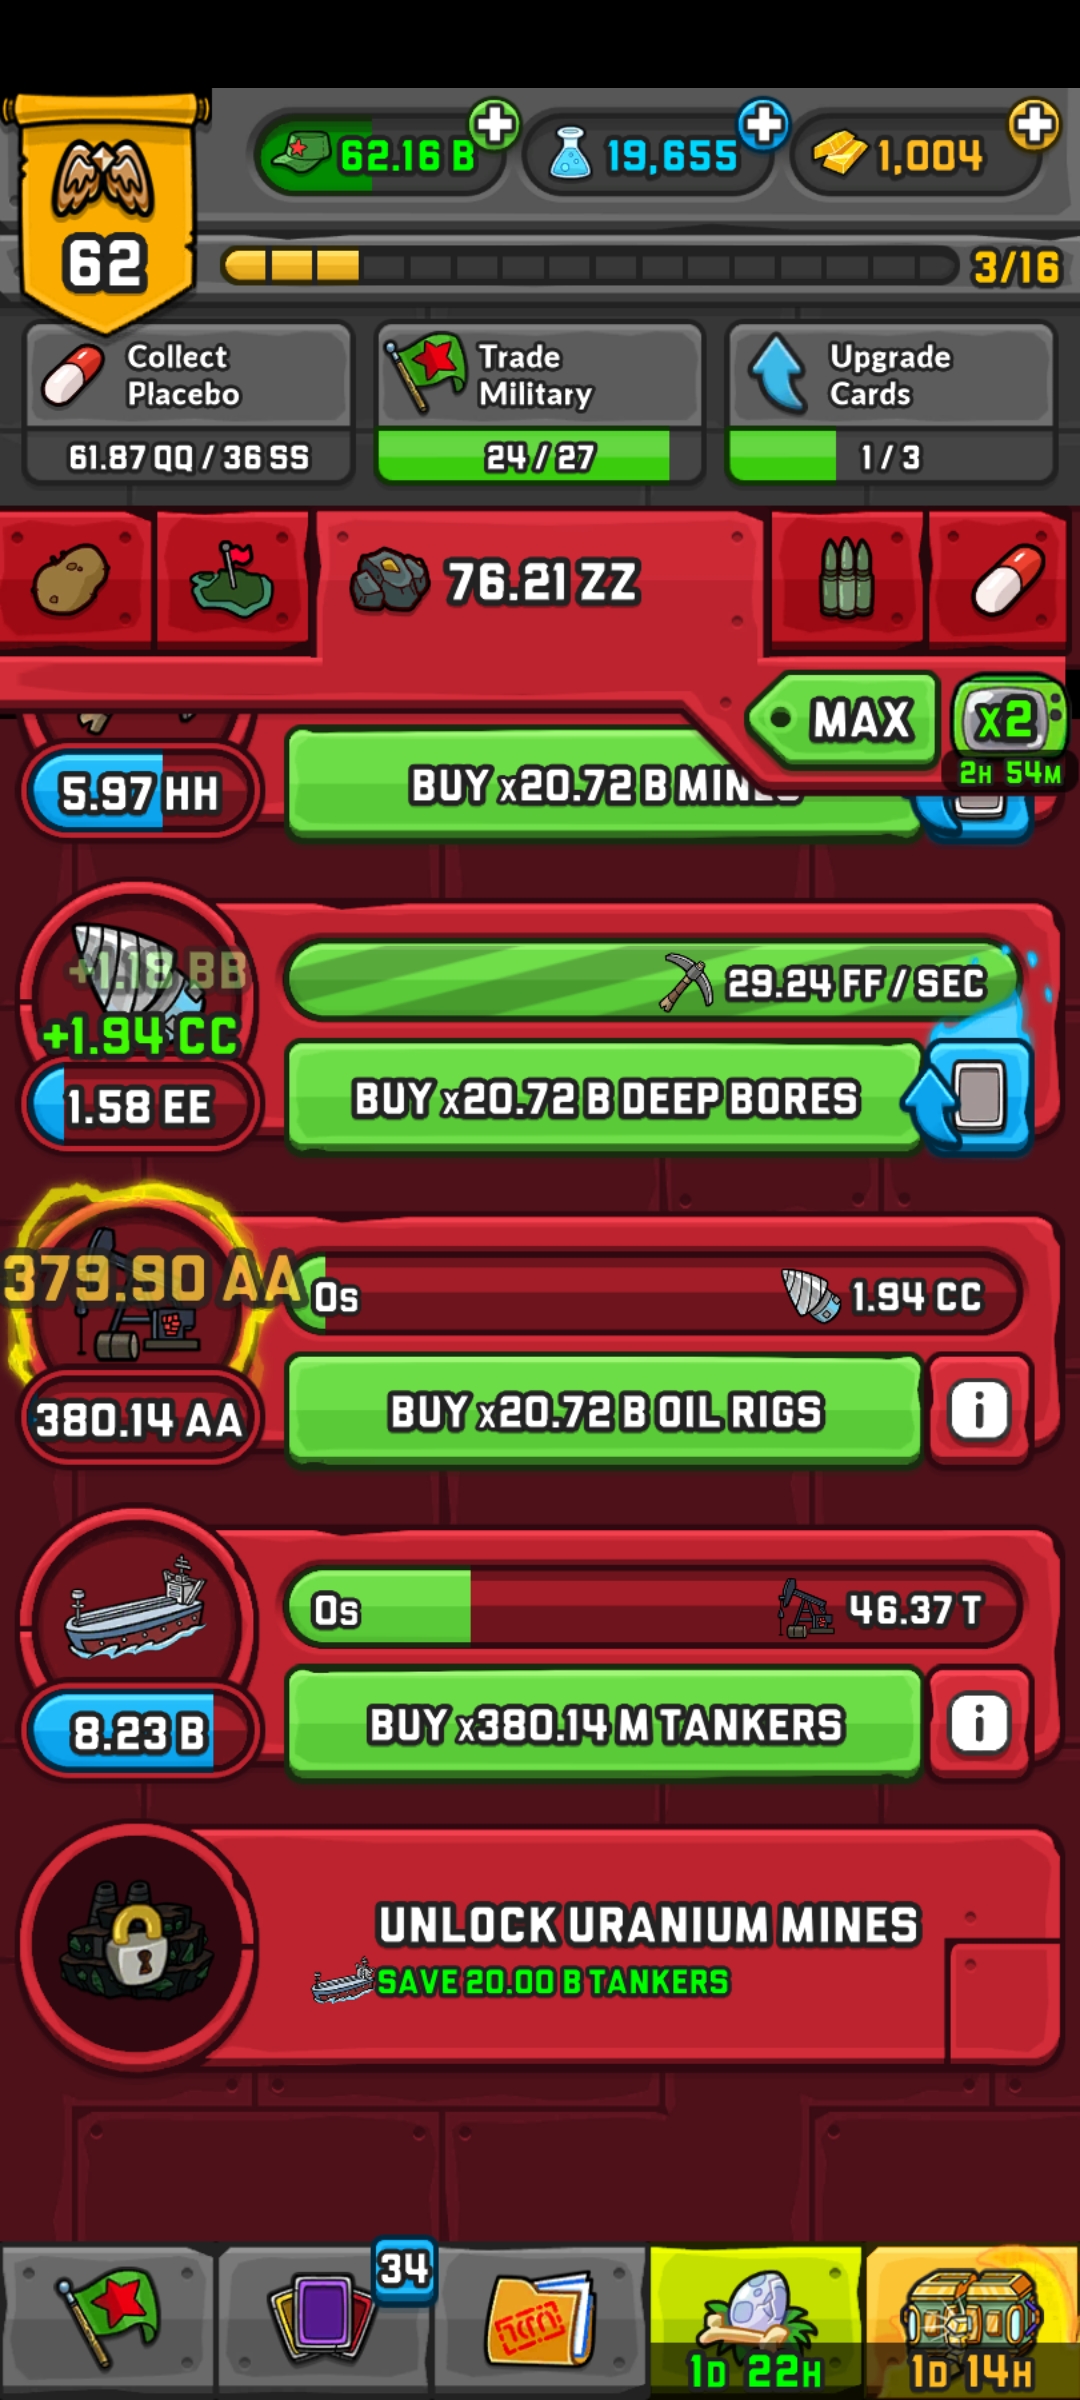 62.16 B
19,655
1,004
62
3/16
Collect
Placebo
61.87 QQ / 36 SS
Trade
Military
24 / 27
Upgrade
Cards
1 / 3
76.21 ZZ
MAX
x2
2H 54M
5.97 HH
BUY x20.72 B MINES
+1.18 BB
+1.94 CC
29.24 FF / SEC
1.58 EE
BUY x20.72 B DEEP BORES
379.90 AA
0s
1.94 CC
380.14 AA
BUY x20.72 B OIL RIGS
i
0s
46.37 T
8.23 B
BUY x380.14 M TANKERS
i
UNLOCK URANIUM MINES
SAVE 20.00 B TANKERS
34
1D 22H
1D 14H